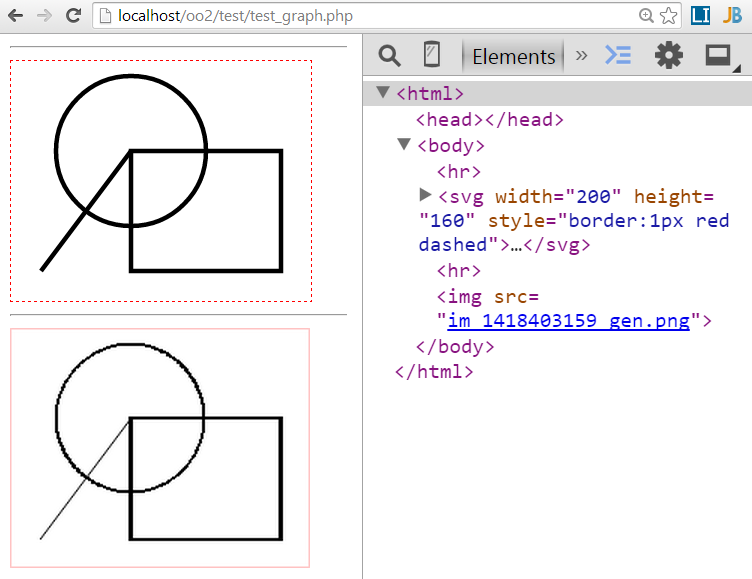 localhost/oo2/test/test_graph.php
LI
JB
Elements
»
<html>
<head></head>
<body>
<hr>
<svg width="200" height=
"160" style="border:1px red
dashed">…</svg>
<hr>
<img src=
"im_1418403159_gen.png">
</body>
</html>